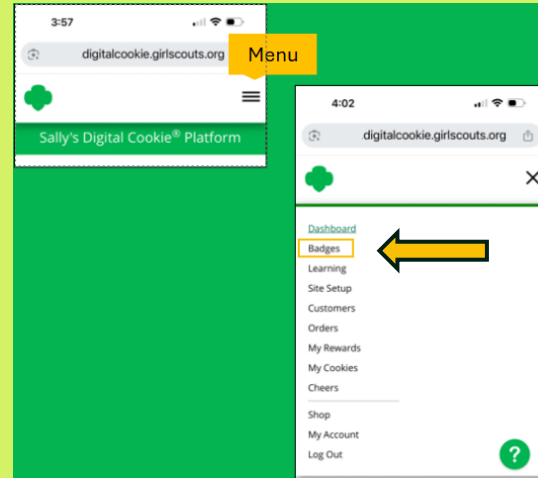 3:57
digitalcookie.girlscouts.org
Menu
Sally's Digital Cookie® Platform
4:02
.digitalcookie.girlscouts.org
Dashboard
Badges
Learning
Site Setup
Customers
Orders
My Rewards
My Cookies
Cheers
Shop
My Account
Log Out
?